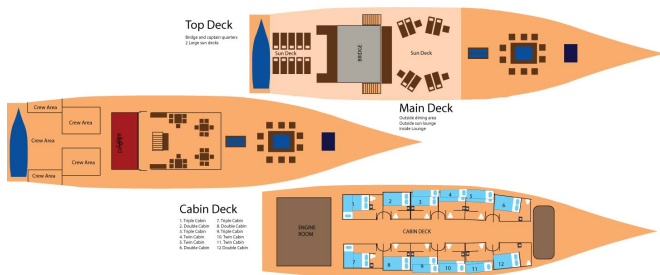 Top Deck
Bridge and captain quarters
2 Large sun decks
Sun Deck
BRIDGE
Sun Deck
Main Deck
Outside dining area
Outside sun lounge
Inside Lounge
Crew Area
Crew Area
Crew Area
Crew Area
Crew Area
Cabin Deck
1. Triple Cabin
2. Double Cabin
3. Triple Cabin
4. Twin Cabin
5. Twin Cabin
6. Double Cabin
7. Triple Cabin
8. Double Cabin
9. Triple Cabin
10. Twin Cabin
11. Twin Cabin
12 Double Cabin
ENGINE
ROOM
CABIN DECK
1
2
3
4
5
6
7
8
9
10
11
12